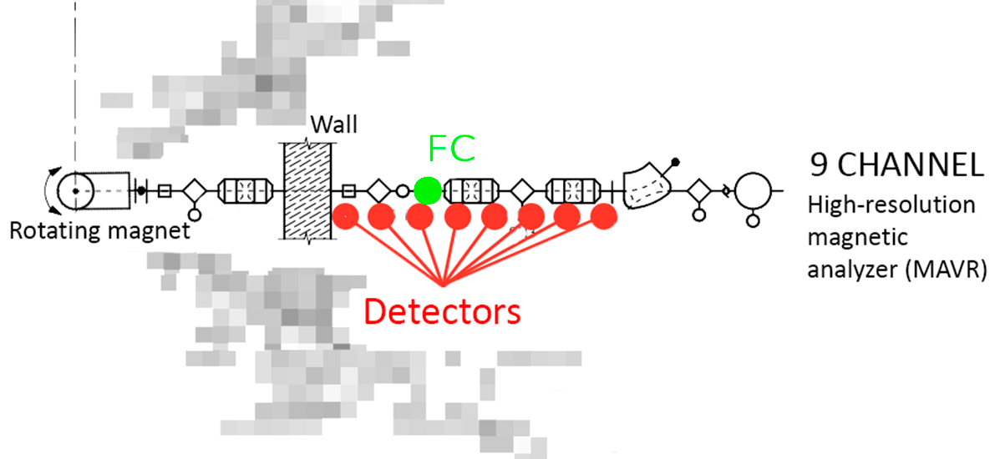 Wall
FC
9 CHANNEL
High-resolution
magnetic
analyzer (MAVR)
Rotating magnet
Detectors